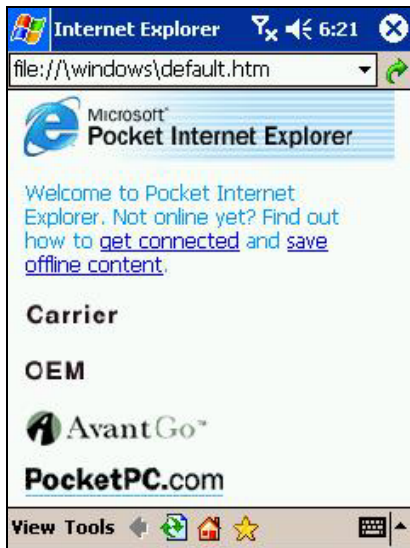 Internet Explorer 6:21
file://\windows\default.htm
Microsoft®
Pocket Internet Explorer
Welcome to Pocket Internet
Explorer. Not online yet? Find out
how to get connected and save
offline content.
Carrier
OEM
AvantGo™
PocketPC.com
View Tools